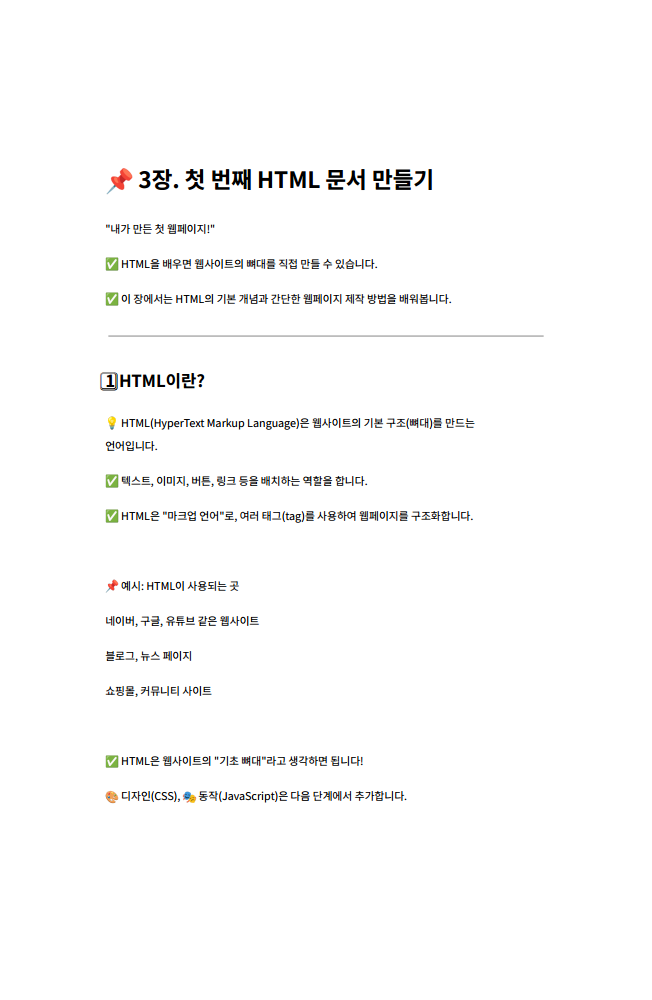 📌 3장. 첫 번째 HTML 문서 만들기
"내가 만든 첫 웹페이지!"
✅ HTML을 배우면 웹사이트의 뼈대를 직접 만들 수 있습니다.
✅ 이 장에서는 HTML의 기본 개념과 간단한 웹페이지 제작 방법을 배워봅니다.
1️⃣HTML이란?
💡 HTML(HyperText Markup Language)은 웹사이트의 기본 구조(뼈대)를 만드는
언어입니다.
✅ 텍스트, 이미지, 버튼, 링크 등을 배치하는 역할을 합니다.
✅ HTML은 "마크업 언어"로, 여러 태그(tag)를 사용하여 웹페이지를 구조화합니다.
📌 예시: HTML이 사용되는 곳
네이버, 구글, 유튜브 같은 웹사이트
블로그, 뉴스 페이지
쇼핑몰, 커뮤니티 사이트
✅ HTML은 웹사이트의 "기초 뼈대"라고 생각하면 됩니다!
🎨 디자인(CSS), 🎭 동작(JavaScript)은 다음 단계에서 추가합니다.